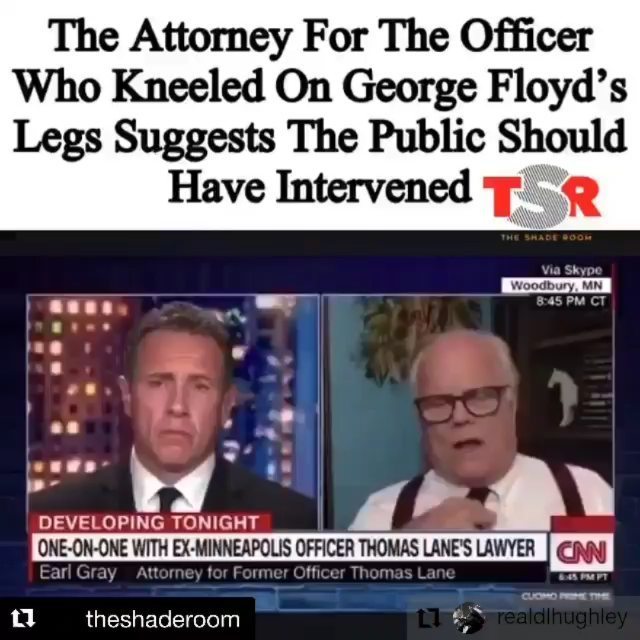 The Attorney For The Officer
Who Kneeled On George Floyd's
Legs Suggests The Public Should
Have Intervened TSR
THE SHADE ROOM
Via Skype
Woodbury, MN
8:45 PM CT
DEVELOPING TONIGHT
ONE-ON-ONE WITH EX-MINNEAPOLIS OFFICER THOMAS LANE'S LAWYER
CNN
Earl Gray Attorney for Former Officer Thomas Lane
6:45 PM PT
CUOMO PRIME TIME
theshaderoom
realdlhughley